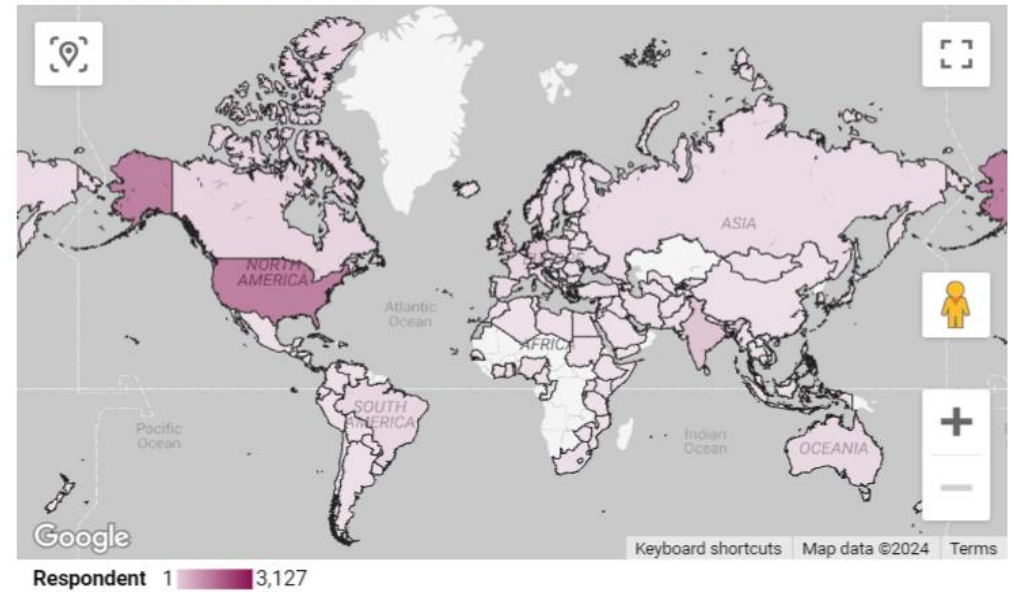 NORTH
AMERICA
ASIA
Atlantic
Ocean
AFRICA
SOUTH
AMERICA
Pacific
Ocean
Indian
Ocean
OCEANIA
+
−
Google
Keyboard shortcuts
Map data ©2024
Terms
Respondent 1 3,127